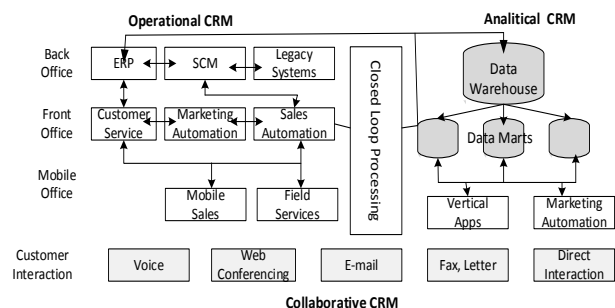 Operational CRM
Analitical CRM
Back
Office
ERP
SCM
Legacy
Systems
Data
Warehouse
Front
Office
Customer
Service
Marketing
Automation
Sales
Automation
Closed Loop Processing
Data Marts
Mobile
Office
Mobile
Sales
Field
Services
Vertical
Apps
Marketing
Automation
Customer
Interaction
Voice
Web
Conferencing
E-mail
Fax, Letter
Direct
Interaction
Collaborative CRM